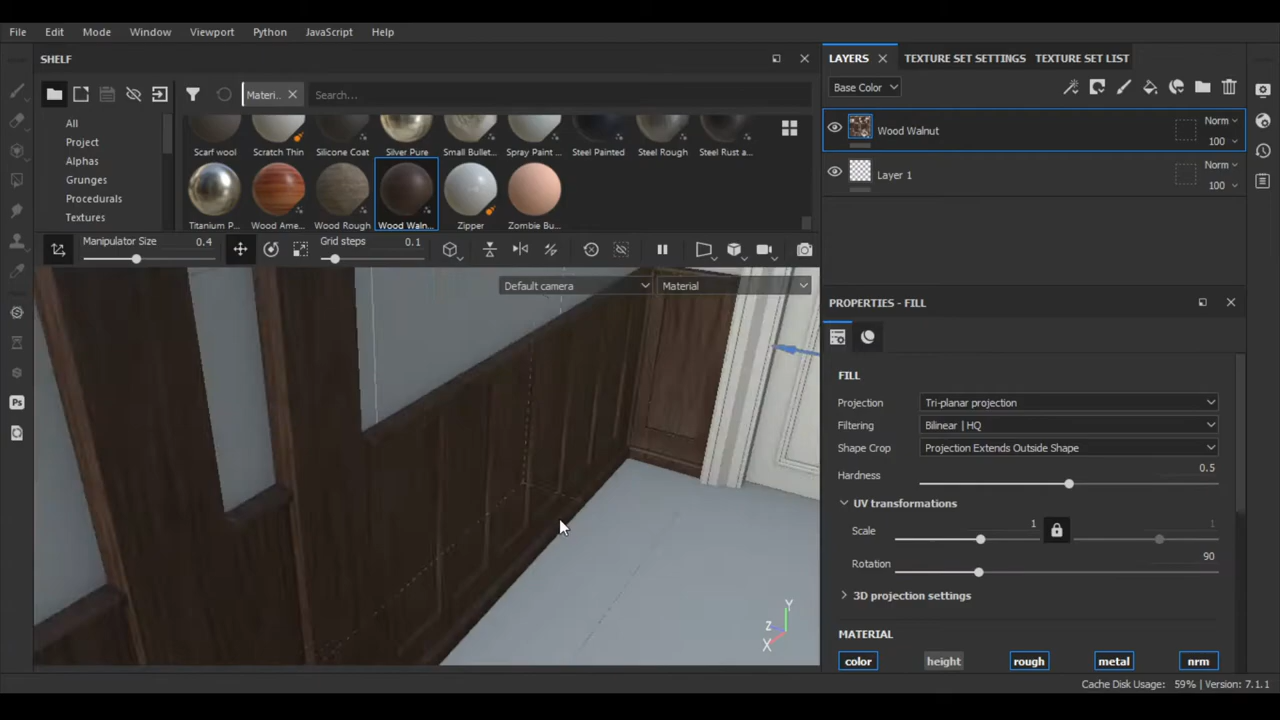 File Edit Mode Window Viewport Python JavaScript Help
SHELF
LAYERS TEXTURE SET SETTINGS TEXTURE SET LIST
Materi... Search...
Base Color
All
Project
Alphas
Grunges
Procedurals
Textures
Scarf wool Scratch Thin Silicone Coat Silver Pure Small Bullet... Spray Paint ... Steel Painted Steel Rough Steel Rust a...
Titanium P... Wood Ame... Wood Rough Wood Waln... Zipper Zombie Bu...
Wood Walnut Norm 100
Layer 1 Norm 100
Manipulator Size 0.4 Grid steps 0.1
Default camera Material
PROPERTIES - FILL
FILL
Projection Tri-planar projection
Filtering Bilinear | HQ
Shape Crop Projection Extends Outside Shape
Hardness 0.5
UV transformations
Scale 1 1
Rotation 90
3D projection settings
MATERIAL
color height rough metal nrm
Y
Z
X
Ps
Cache Disk Usage: 59% | Version: 7.1.1